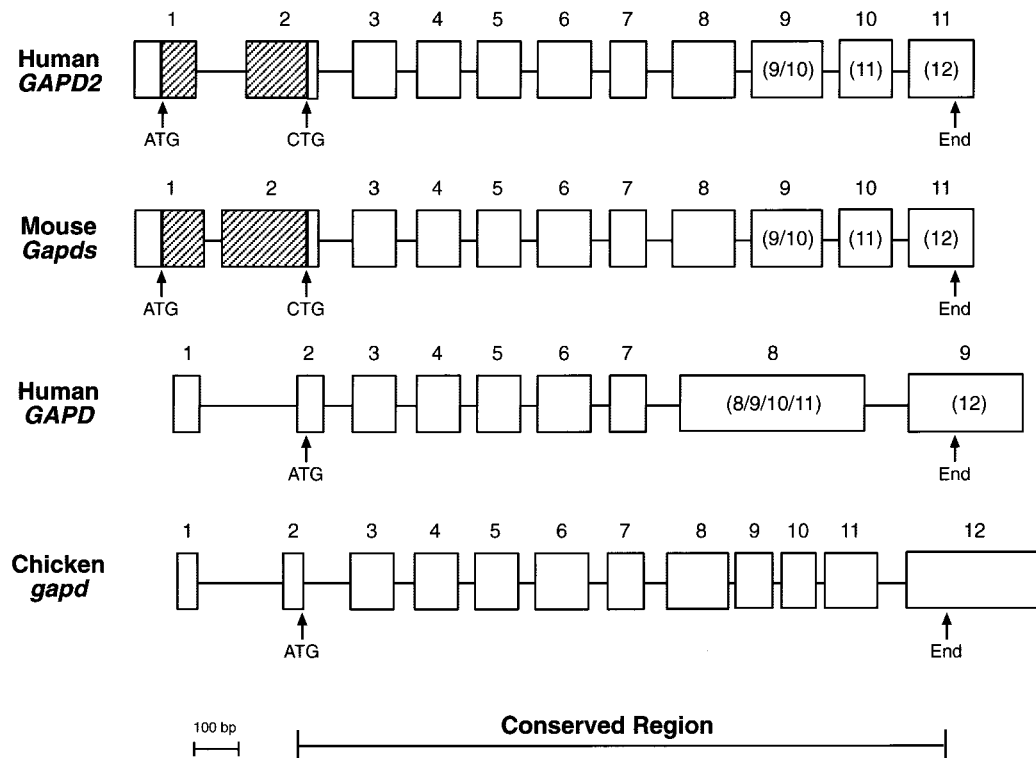 1 2 3 4 5 6 7 8 9 10 11
Human
GAPD2
(9/10) (11) (12)
ATG CTG End
1 2 3 4 5 6 7 8 9 10 11
Mouse
Gapds
(9/10) (11) (12)
ATG CTG End
1 2 3 4 5 6 7 8 9
Human
GAPD
(8/9/10/11) (12)
ATG End
1 2 3 4 5 6 7 8 9 10 11 12
Chicken
gapd
ATG End
100 bp Conserved Region